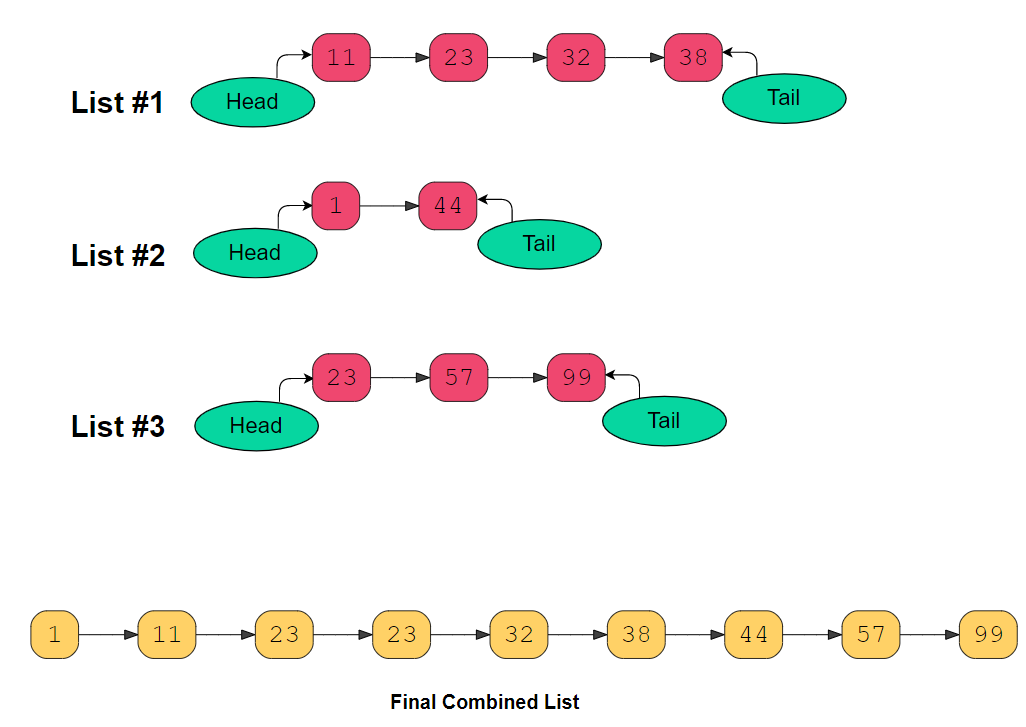 11 23 32 38
List #1 Head Tail
1 44
List #2 Head Tail
23 57 99
List #3 Head Tail
1 11 23 23 32 38 44 57 99
Final Combined List